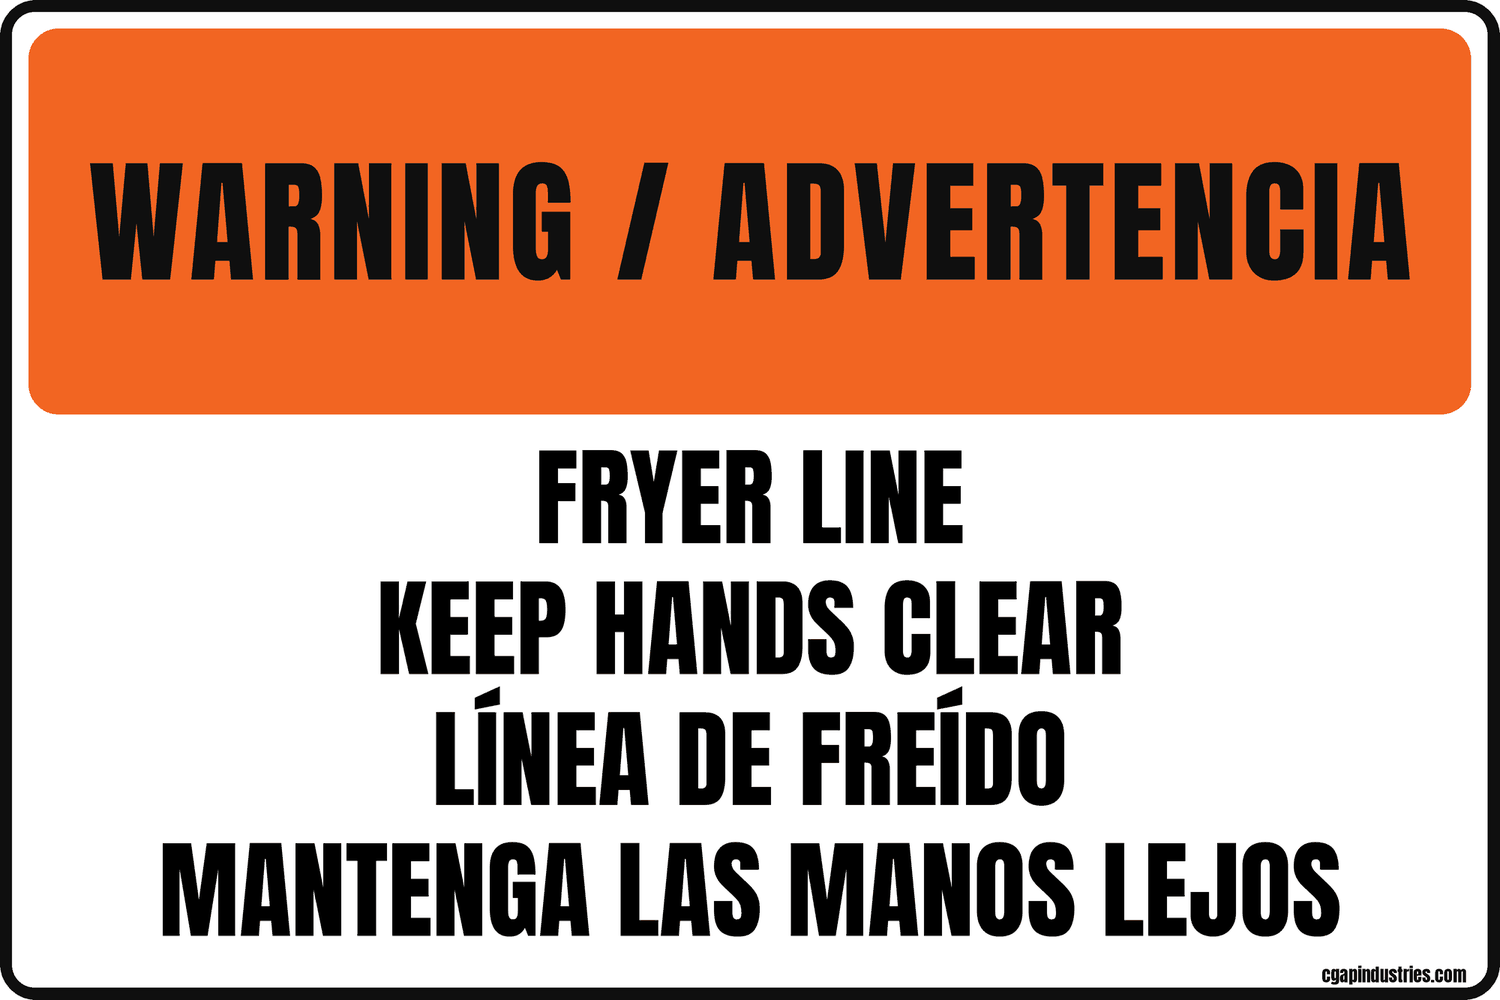 WARNING / ADVERTENCIA
FRYER LINE
KEEP HANDS CLEAR
LÍNEA DE FREÍDO
MANTENGA LAS MANOS LEJOS
cgapindustries.com